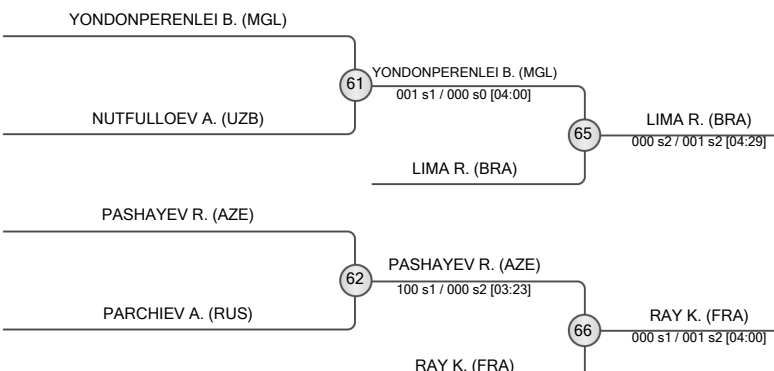 YONDONPERENLEI B. (MGL)
61
YONDONPERENLEI B. (MGL)
001 s1 / 000 s0 [04:00]
NUTFULLOEV A. (UZB)
65
LIMA R. (BRA)
000 s2 / 001 s2 [04:29]
LIMA R. (BRA)
PASHAYEV R. (AZE)
62
PASHAYEV R. (AZE)
100 s1 / 000 s2 [03:23]
PARCHIEV A. (RUS)
66
RAY K. (FRA)
000 s1 / 001 s2 [04:00]
RAY K. (FRA)